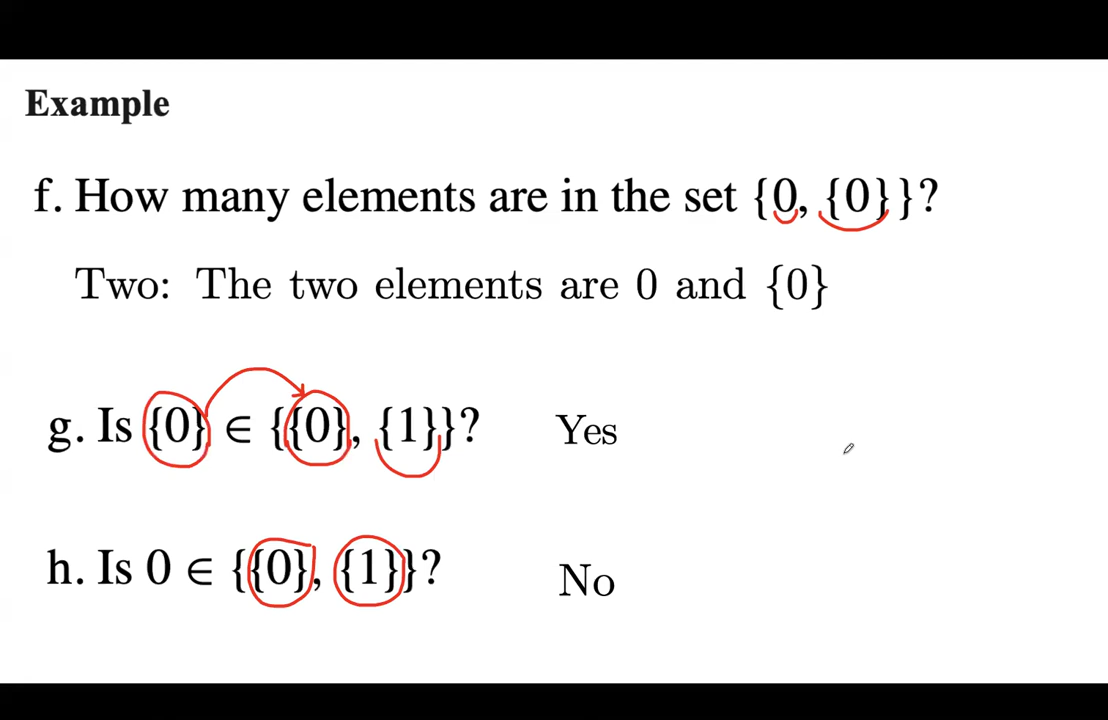 Example
f. How many elements are in the set {0, {0}}?
Two: The two elements are 0 and {0}
g. Is {0} ∈ {{0}, {1}}? Yes
h. Is 0 ∈ {{0}, {1}}? No